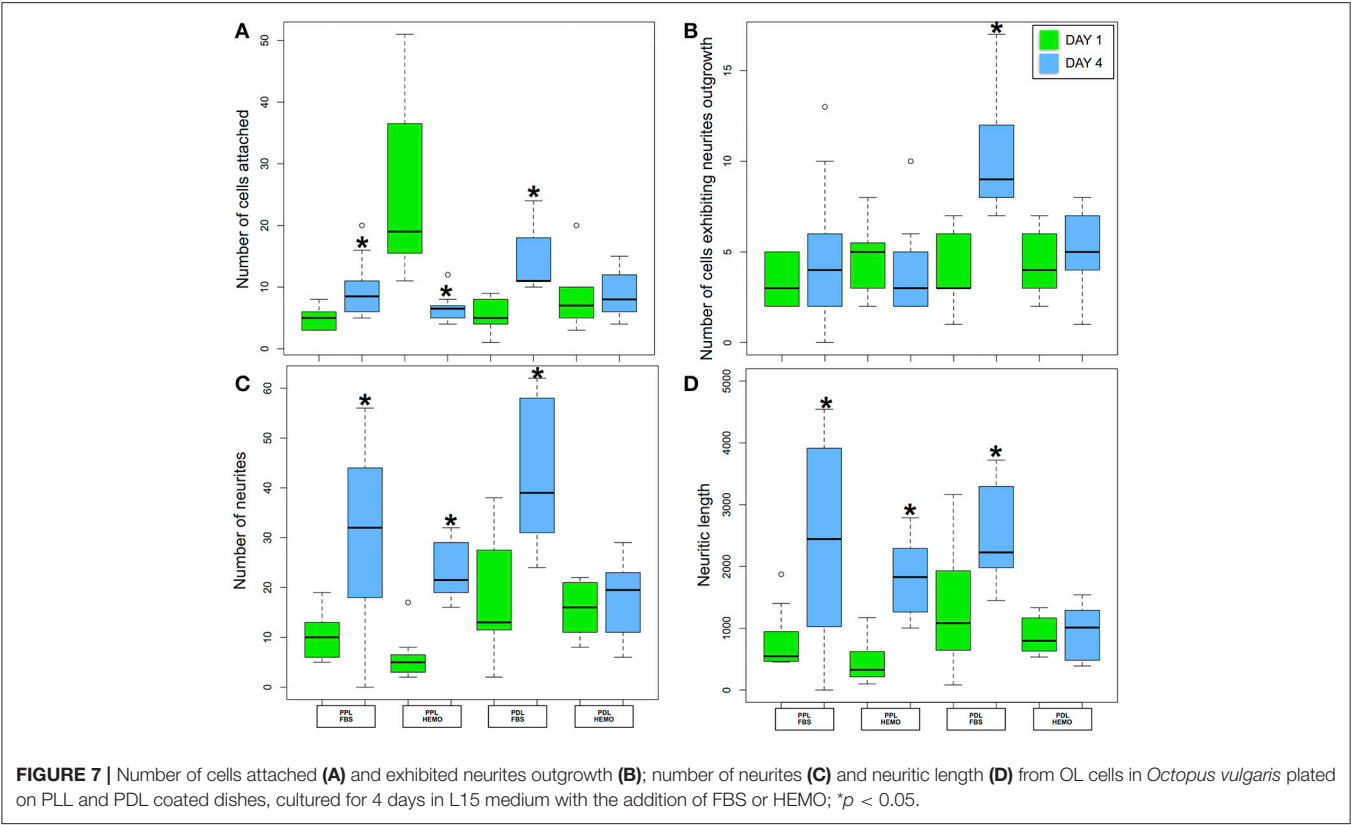 A
Number of cells attached
50
40
30
20
10
0
*
*
*
B
Number of cells exhibiting neurites outgrowth
15
10
5
0
*
DAY 1
DAY 4
C
Number of neurites
60
50
40
30
20
10
0
*
*
*
PPL
FBS
PPL
HEMO
PDL
FBS
PDL
HEMO
D
Neuritic length
5000
4000
3000
2000
1000
0
*
*
*
PPL
FBS
PPL
HEMO
PDL
FBS
PDL
HEMO
FIGURE 7 | Number of cells attached (A) and exhibited neurites outgrowth (B); number of neurites (C) and neuritic length (D) from OL cells in Octopus vulgaris plated
on PLL and PDL coated dishes, cultured for 4 days in L15 medium with the addition of FBS or HEMO; *p < 0.05.